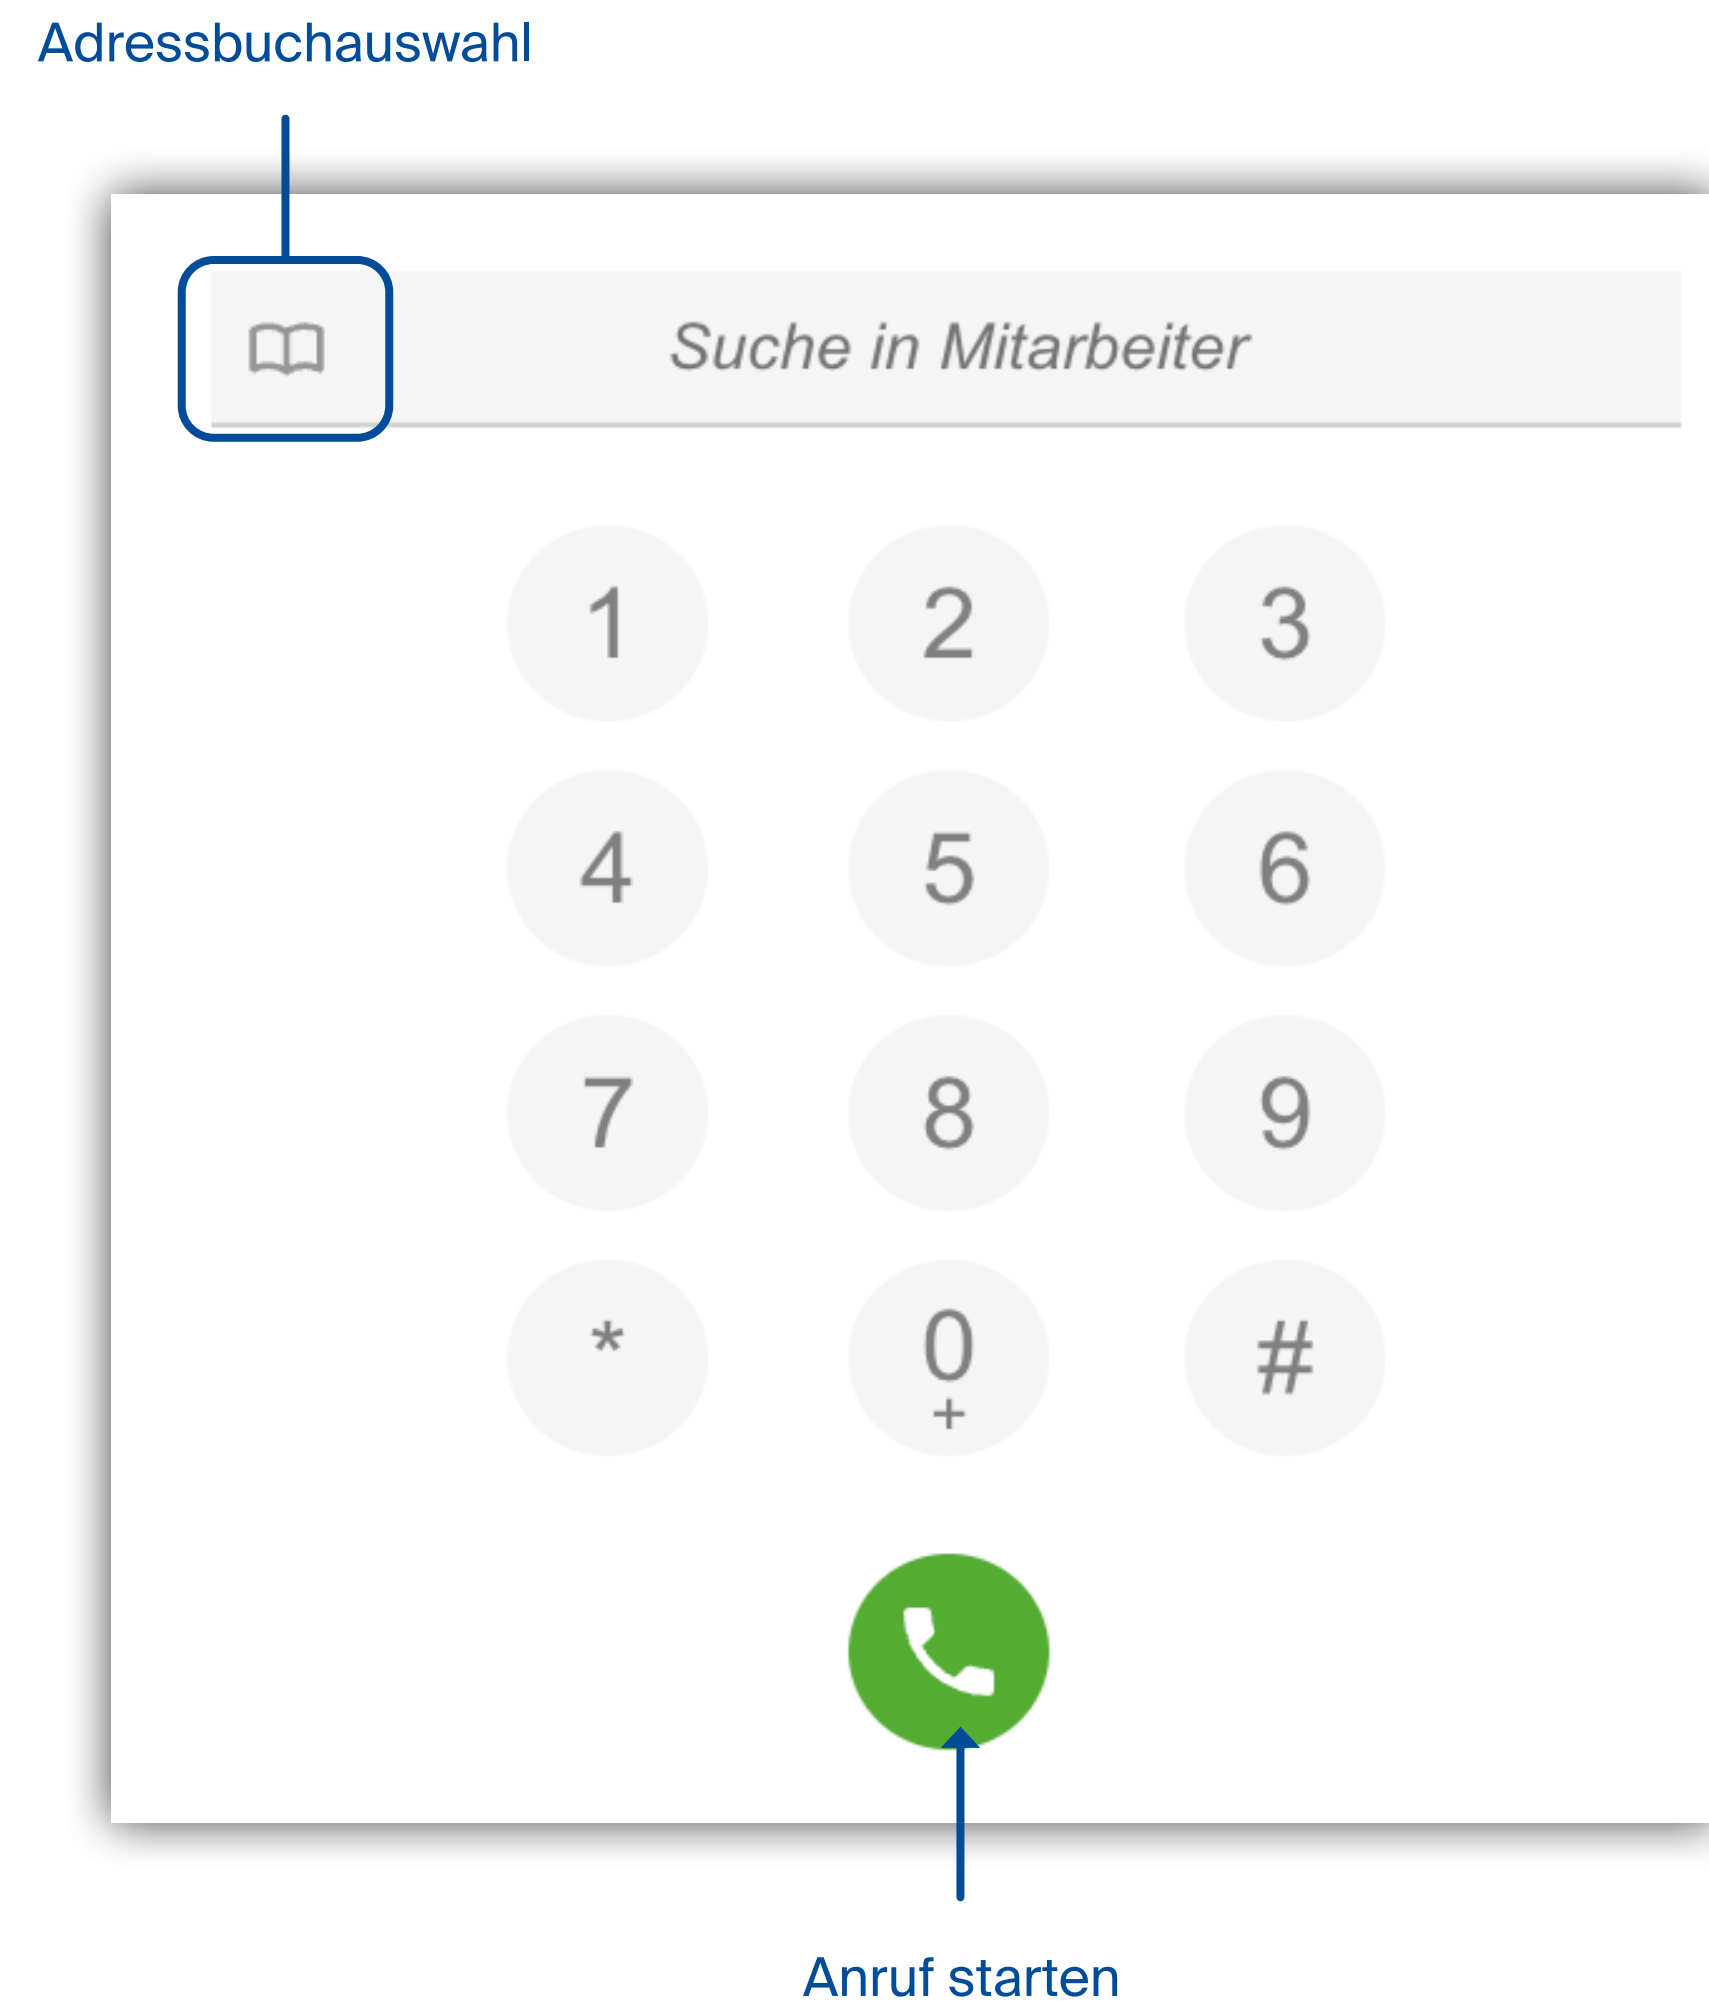 Adressbuchauswahl
Suche in Mitarbeiter
1 2 3
4 5 6
7 8 9
* 0 #
+
Anruf starten